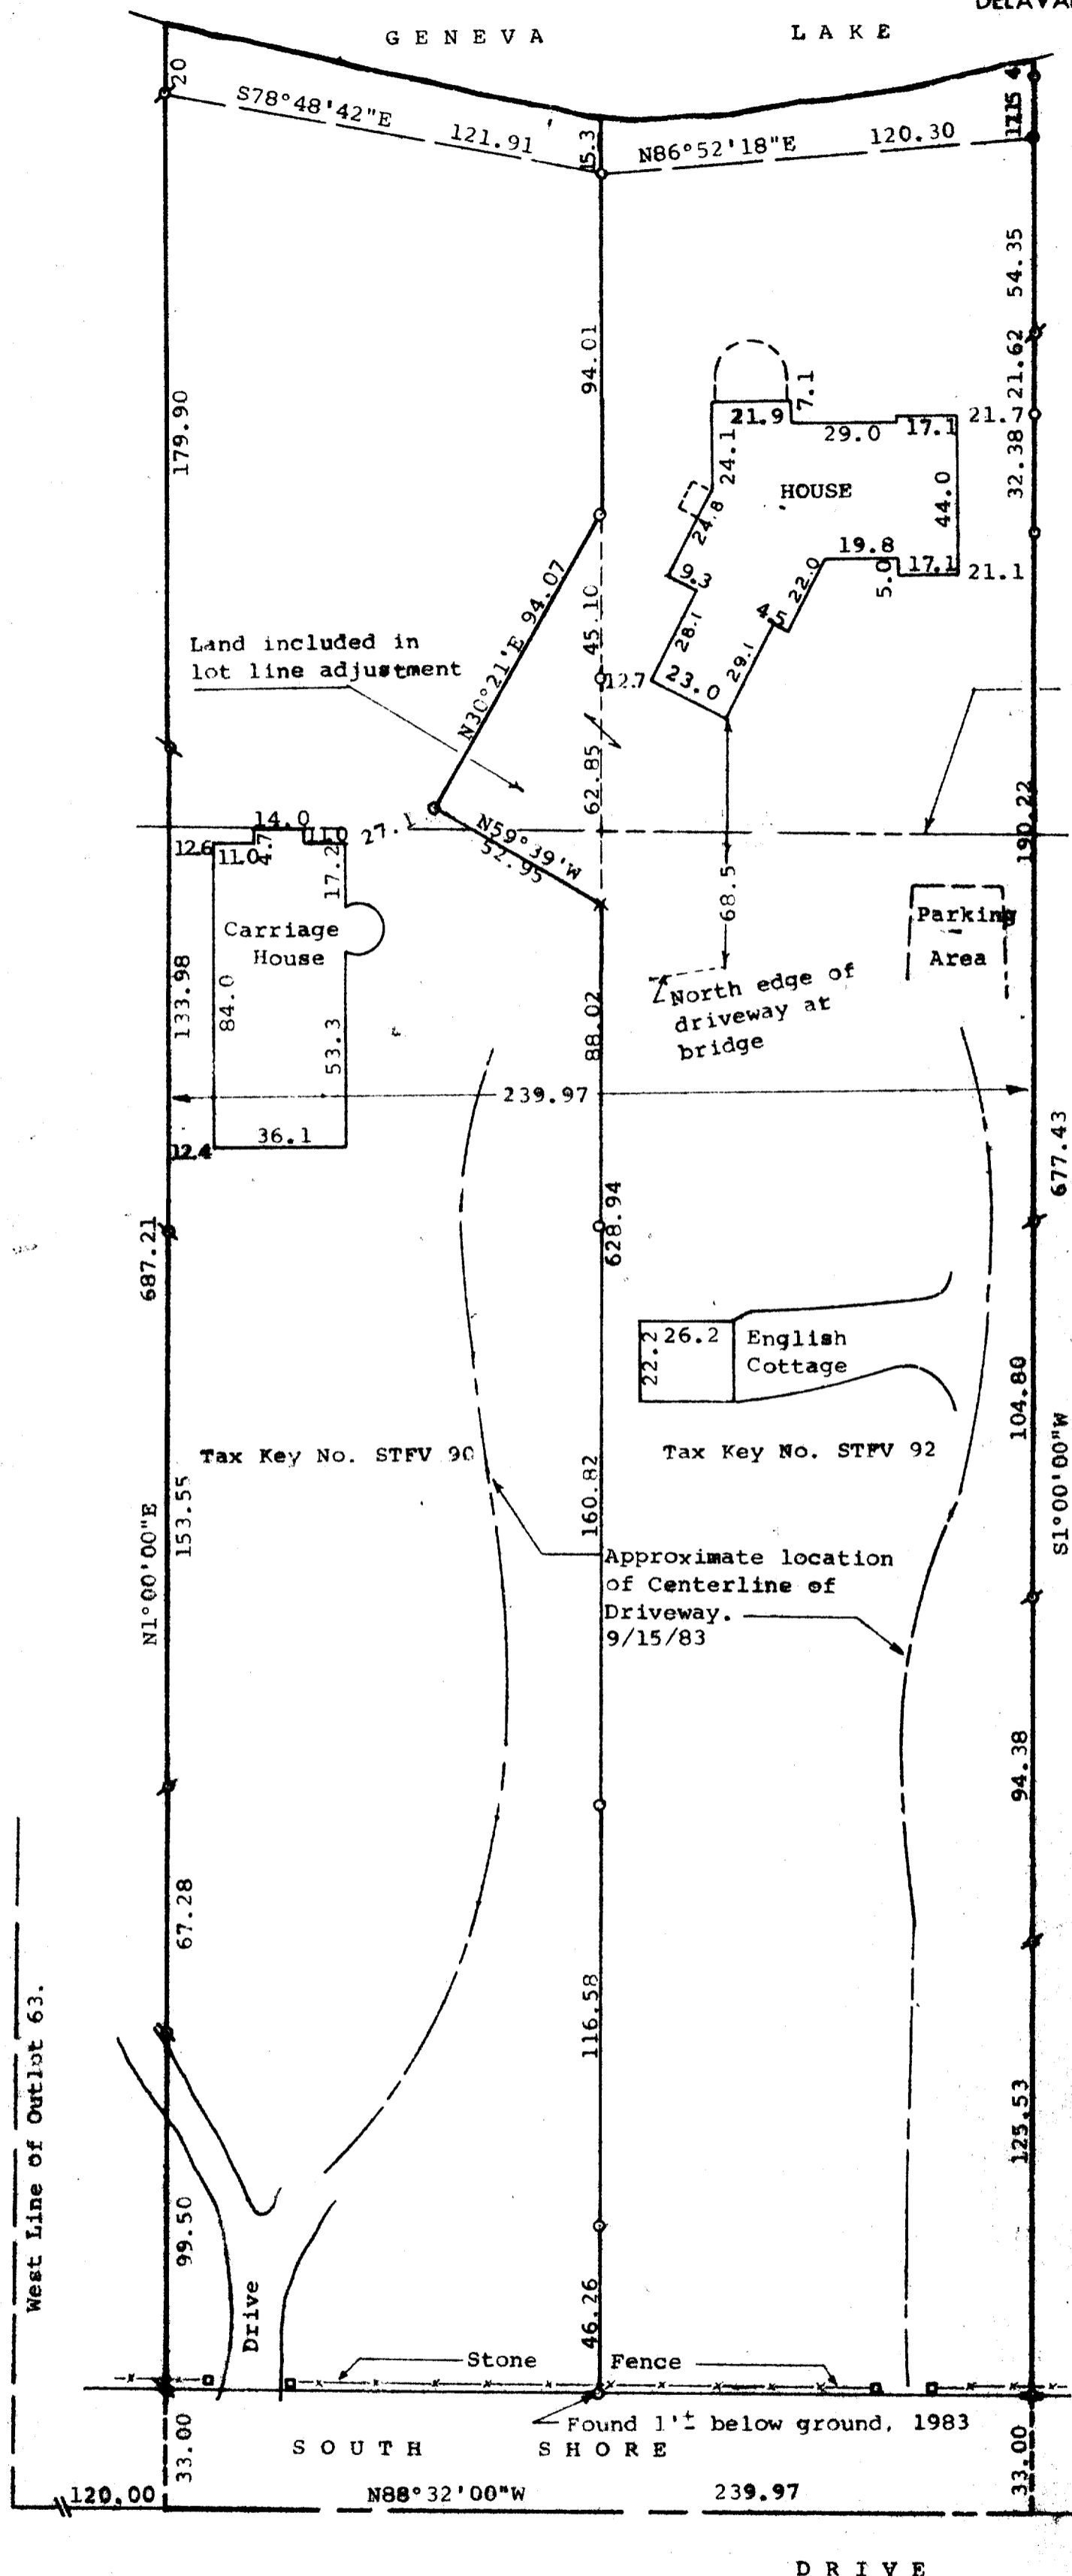 GENEVA LAKE
20
S78°48'42"E 121.91
15.3
N86°52'18"E 120.30
4
17.15
54.35
21.62
32.38
179.90
94.01
7.1
21.9
29.0
17.1
21.7
24.1
HOUSE
44.0
24.8
19.8
9.3
22.0
5.0
17.1
21.1
4.5
28.1
29.1
23.0
12.7
45.10
N30°21'E 94.07
Land included in
lot line adjustment
62.85
190.22
14.0
11.0
27.1
12.6
11.0
4.7
17.2
N59°39'W
52.95
68.5
Parking
Area
Carriage
House
133.98
84.0
53.3
88.02
North edge of
driveway at
bridge
239.97
36.1
12.4
677.43
687.21
628.94
22.2
26.2
English
Cottage
104.80
Tax Key No. STFV 90
Tax Key No. STFV 92
N1°00'00"E
153.55
160.82
S1°00'00"W
Approximate location
of Centerline of
Driveway.
9/15/83
94.38
67.28
116.58
125.53
West Line of Outlot 63.
99.50
Drive
46.26
Stone Fence
Found 1'± below ground, 1983
33.00
SOUTH SHORE
33.00
120.00
N88°32'00"W 239.97
DRIVE